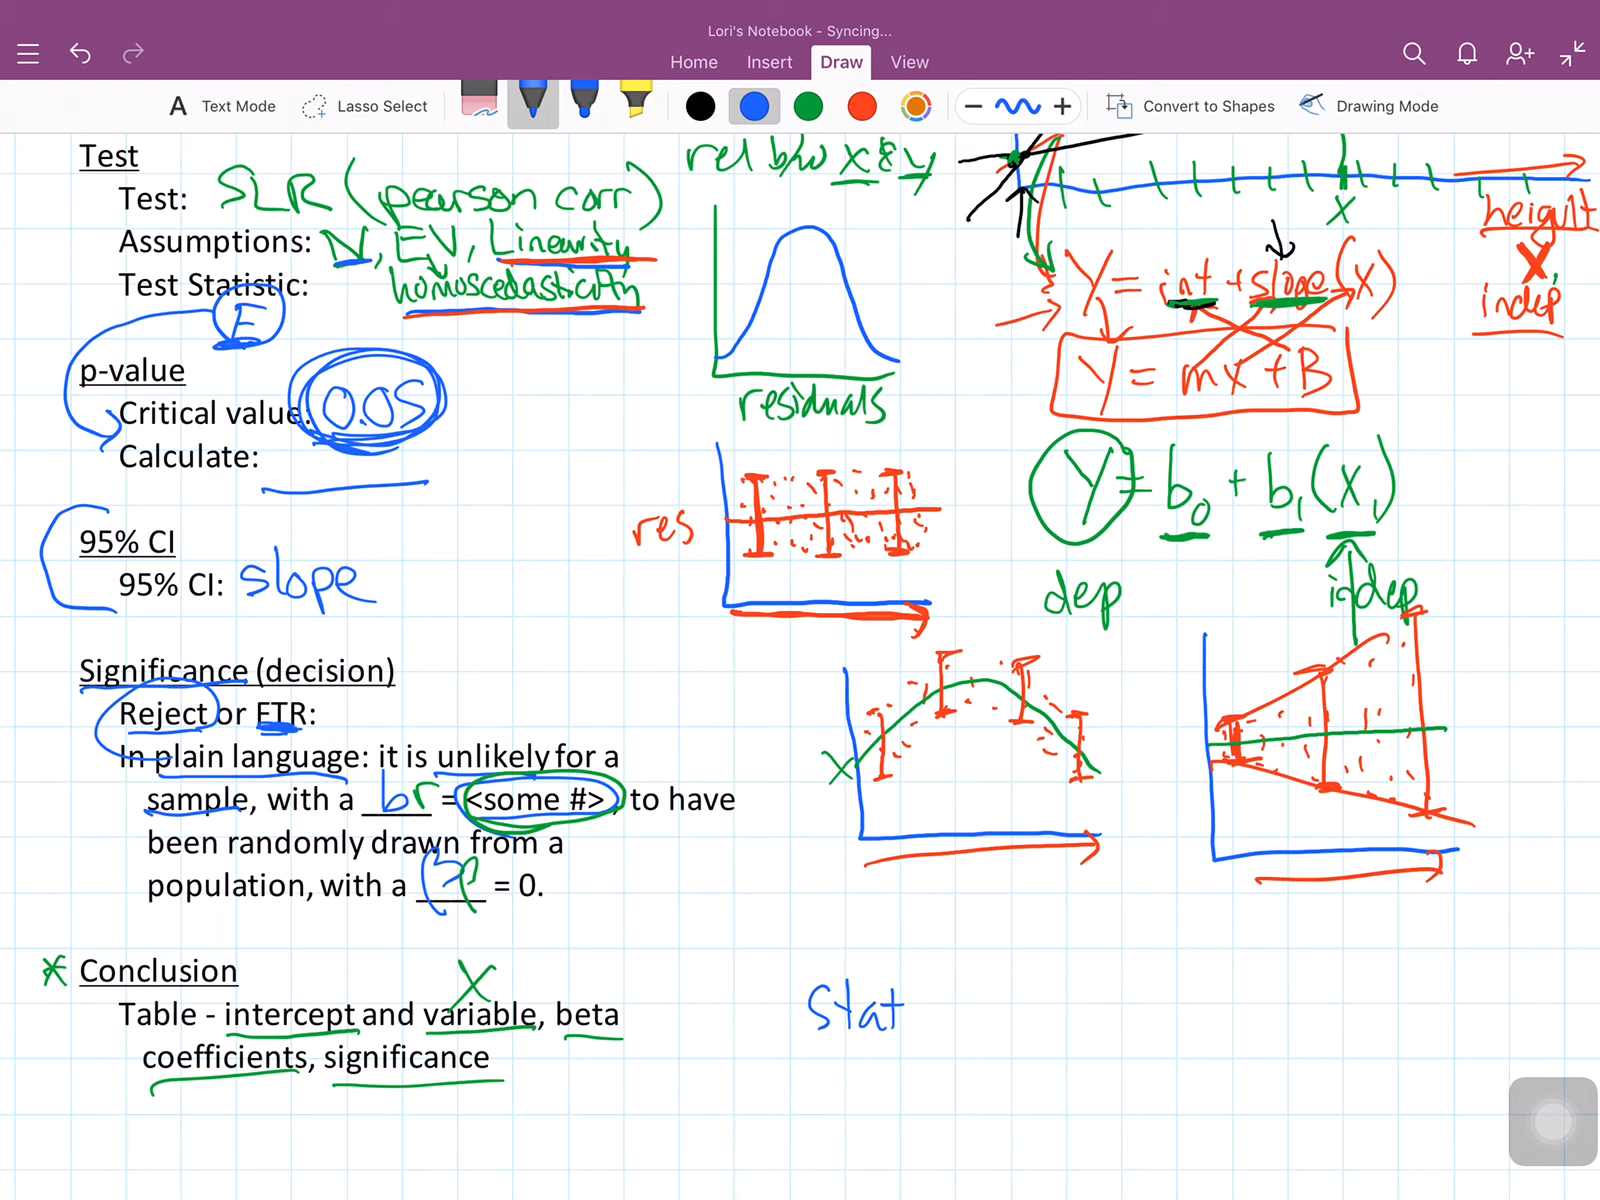 Lori's Notebook - Syncing...
Home Insert Draw View
Text Mode Lasso Select Convert to Shapes Drawing Mode
Test
Test: SLR (pearson corr)
Assumptions: N, EV, Linearity,
homoscedasticity
Test Statistic:
F
p-value
Critical value: 0.05
Calculate:
95% CI
95% CI: slope
Significance (decision)
Reject or FTR:
In plain language: it is unlikely for a
sample, with a b r = <some #>, to have
been randomly drawn from a
population, with a β ρ = 0.
* Conclusion
X
Table - intercept and variable, beta
coefficients, significance
rel b/w X & y
residuals
res
X
X
height
X
indep
Y = int + slope (x)
Y = mx + B
Y = b₀ + b₁(x₁)
dep
indep
Stat